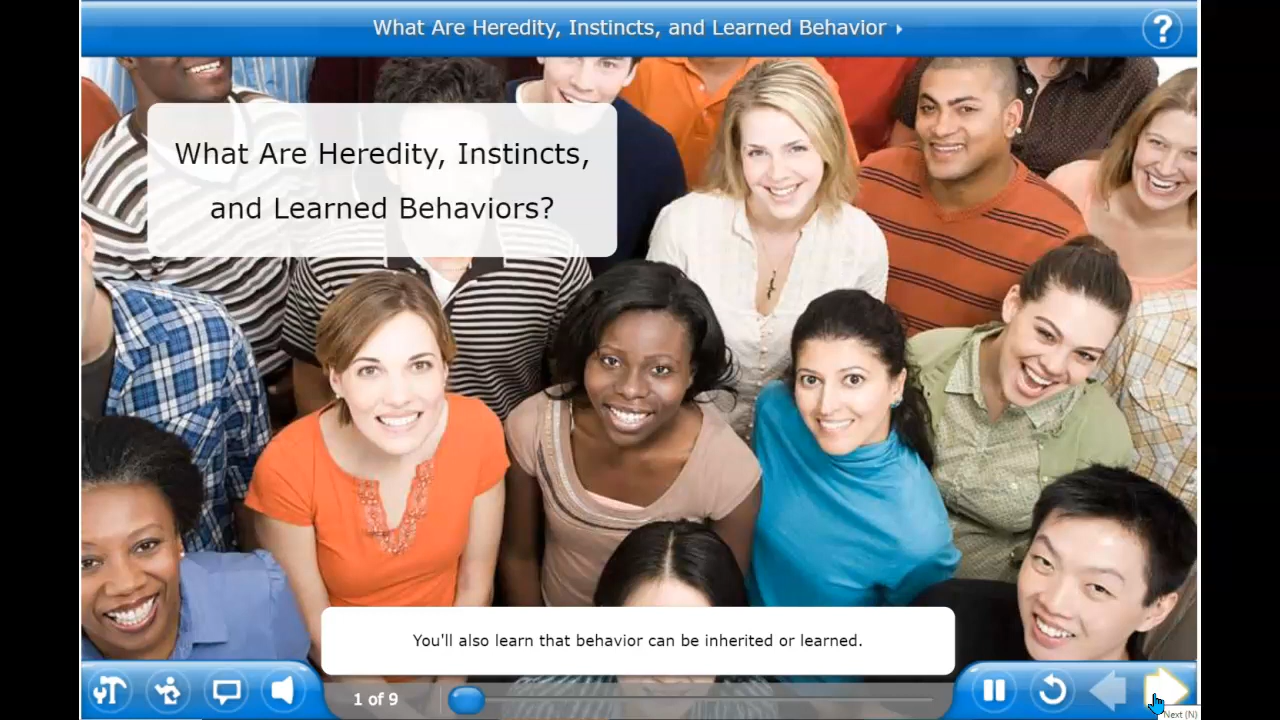 What Are Heredity, Instincts, and Learned Behavior
?
What Are Heredity, Instincts,
and Learned Behaviors?
You'll also learn that behavior can be inherited or learned.
1 of 9
Next (N)